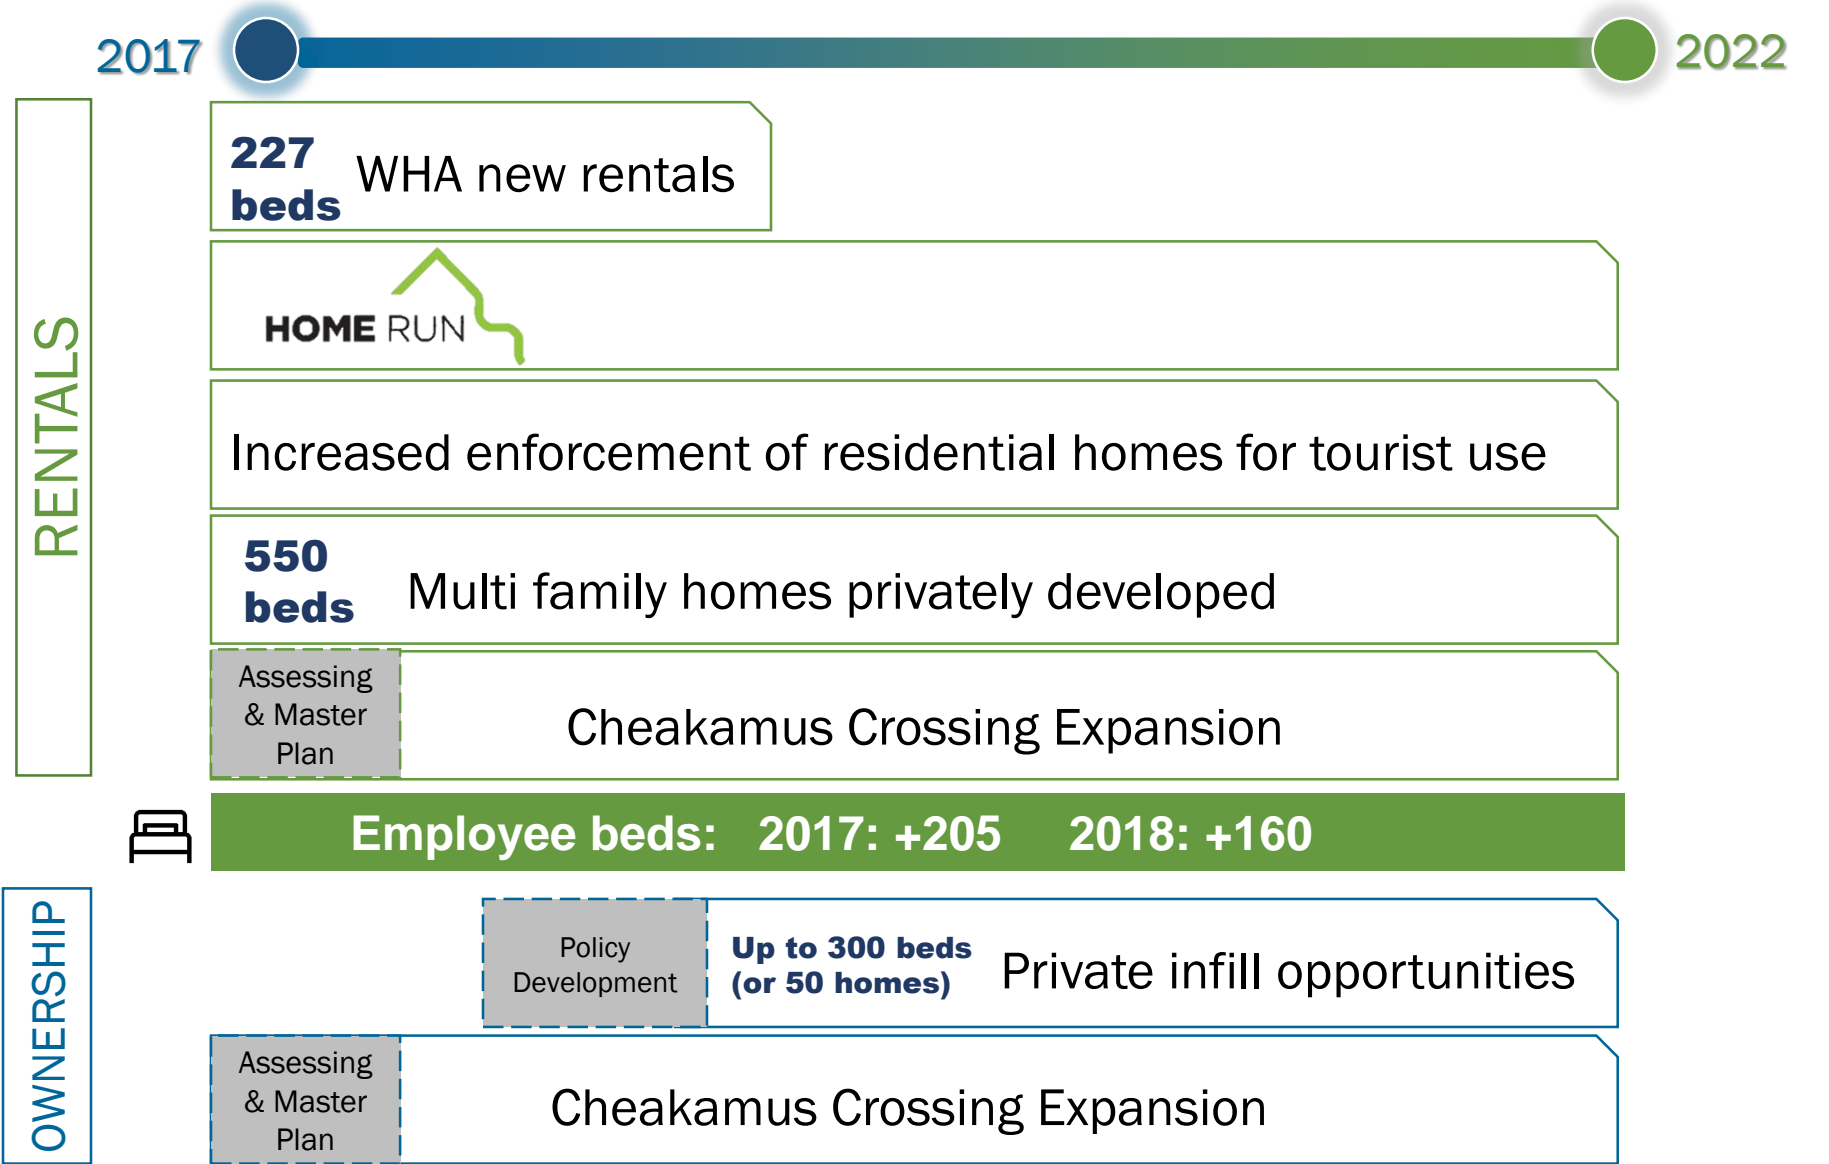 2017
2022
RENTALS
227
beds
WHA new rentals
HOME RUN
Increased enforcement of residential homes for tourist use
550
beds
Multi family homes privately developed
Assessing
& Master
Plan
Cheakamus Crossing Expansion
Employee beds: 2017: +205 2018: +160
OWNERSHIP
Policy
Development
Up to 300 beds
(or 50 homes)
Private infill opportunities
Assessing
& Master
Plan
Cheakamus Crossing Expansion